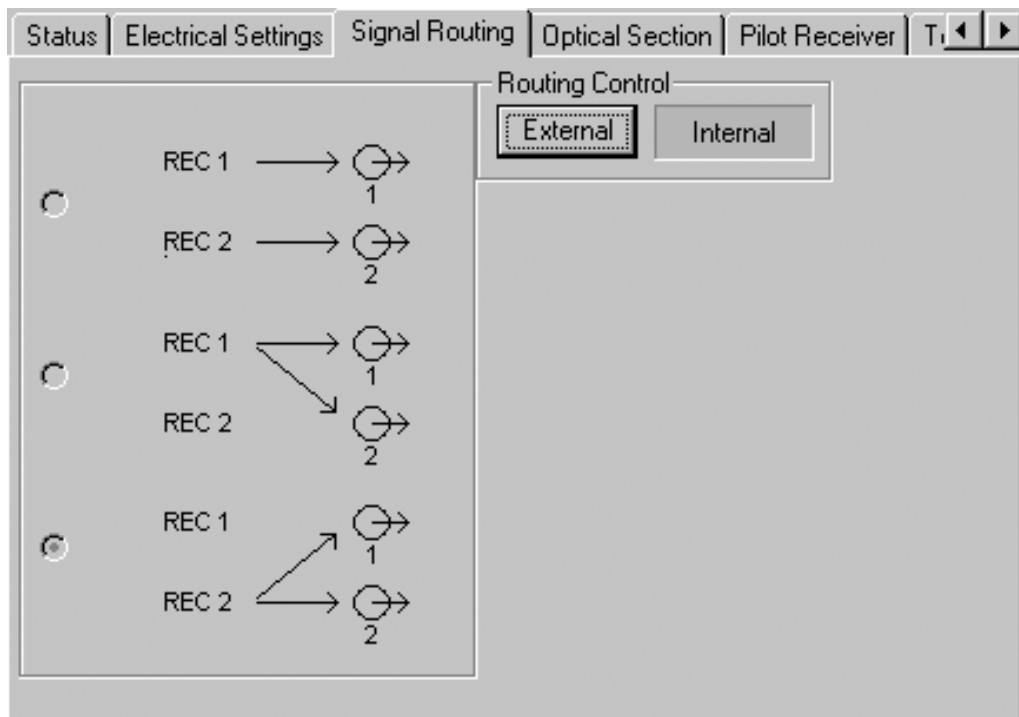 Status Electrical Settings Signal Routing Optical Section Pilot Receiver
Routing Control
External Internal
REC 1
1
REC 2
2
REC 1
1
REC 2
2
REC 1
1
REC 2
2